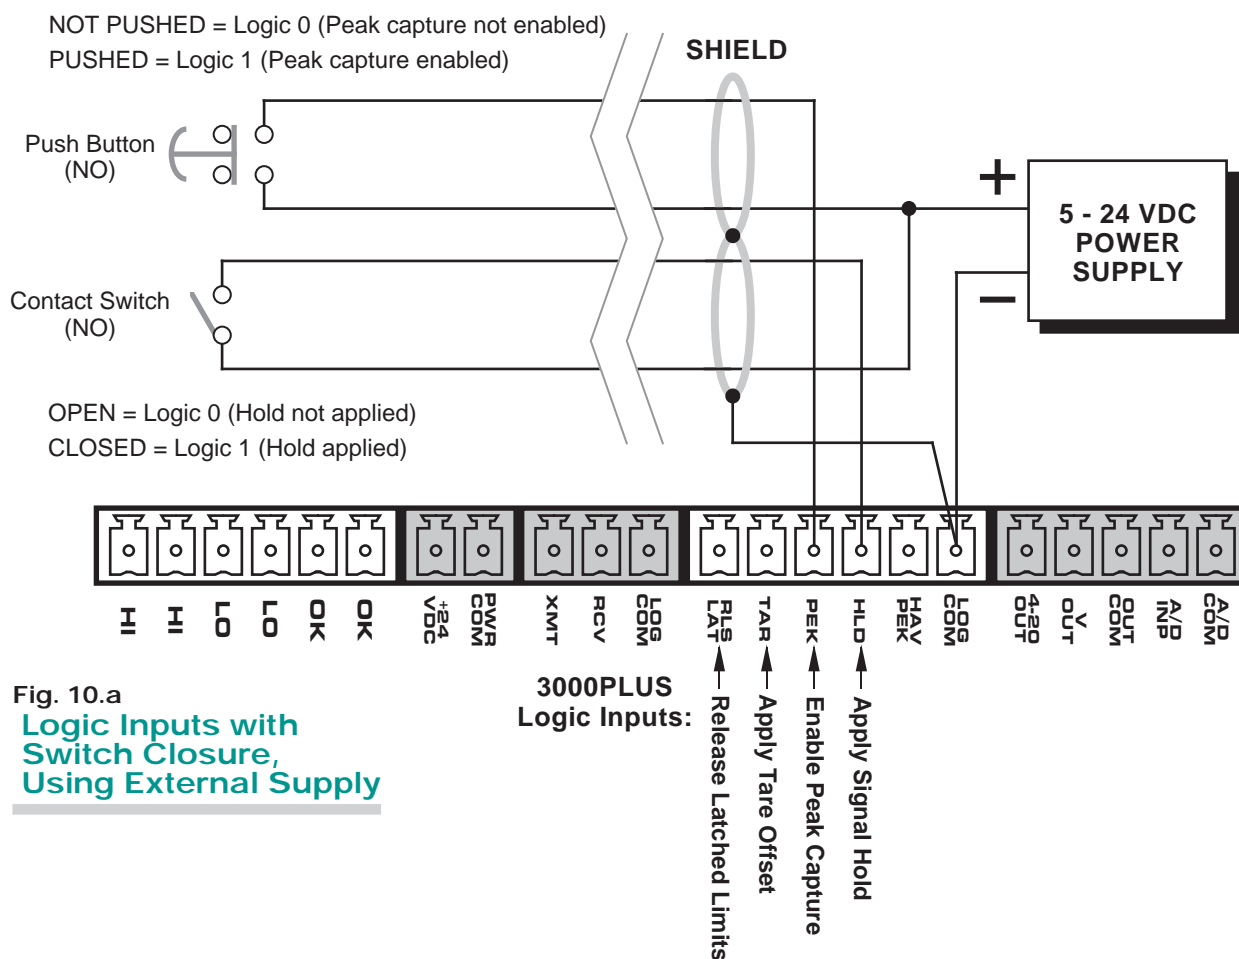 NOT PUSHED = Logic 0 (Peak capture not enabled)
PUSHED = Logic 1 (Peak capture enabled)
SHIELD
Push Button
(NO)
+
5 - 24 VDC
POWER
SUPPLY
–
Contact Switch
(NO)
OPEN = Logic 0 (Hold not applied)
CLOSED = Logic 1 (Hold applied)
HI
HI
LO
LO
OK
OK
+24
VDC
PWR
COM
XMT
RCV
LOG
COM
RLS
LAT
TAR
PEK
HLD
HAV
PEK
LOG
COM
4-20
OUT
V
OUT
OUT
COM
A/D
INP
A/D
COM
3000PLUS
Logic Inputs:
Release Latched Limits
Apply Tare Offset
Enable Peak Capture
Apply Signal Hold
Fig. 10.a
Logic Inputs with
Switch Closure,
Using External Supply